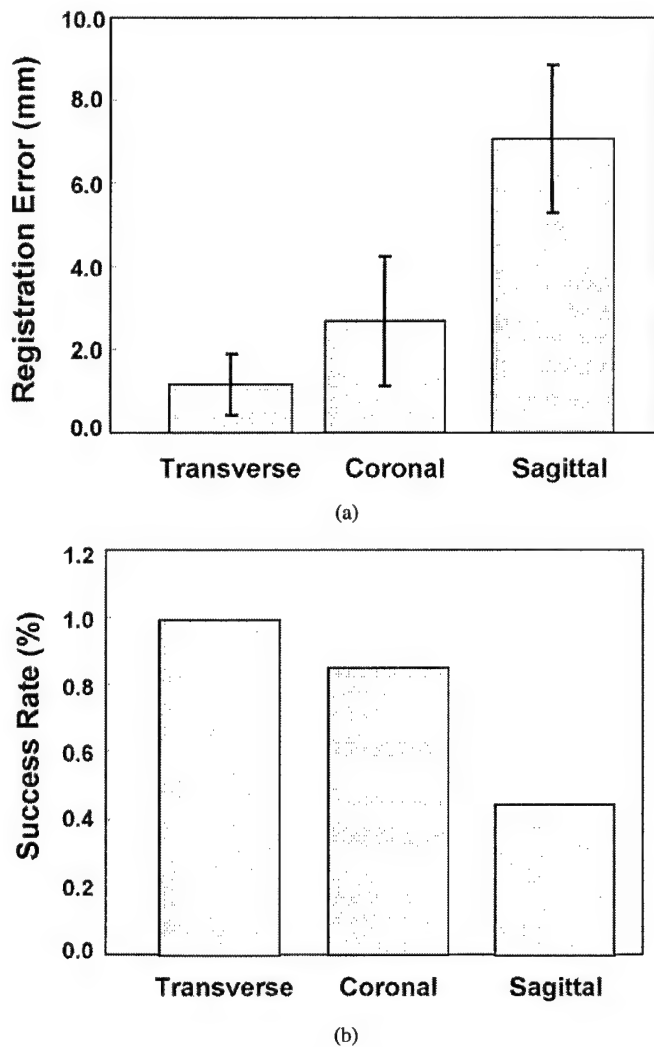 Registration Error (mm)
10.0
8.0
6.0
4.0
2.0
0.0
Transverse Coronal Sagittal
(a)
Success Rate (%)
1.2
1.0
0.8
0.6
0.4
0.2
0.0
Transverse Coronal Sagittal
(b)